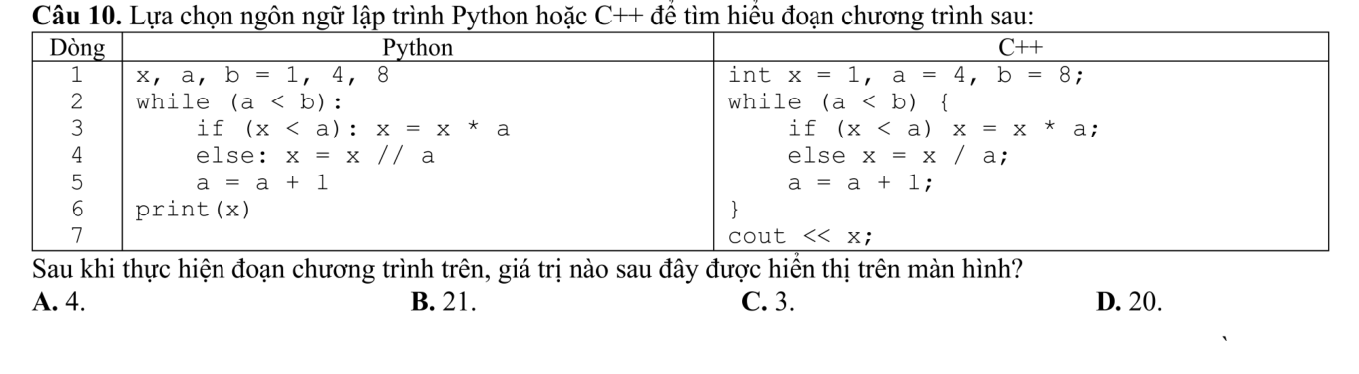 Câu 10. Lựa chọn ngôn ngữ lập trình Python hoặc C++ để tìm hiểu đoạn chương trình sau:
Dòng Python C++
1 x, a, b = 1, 4, 8 int x = 1, a = 4, b = 8;
2 while (a < b): while (a < b) {
3 if (x < a): x = x * a if (x < a) x = x * a;
4 else: x = x // a else x = x / a;
5 a = a + 1 a = a + 1;
6 print(x) }
7 cout << x;
Sau khi thực hiện đoạn chương trình trên, giá trị nào sau đây được hiển thị trên màn hình?
A. 4. B. 21. C. 3. D. 20.